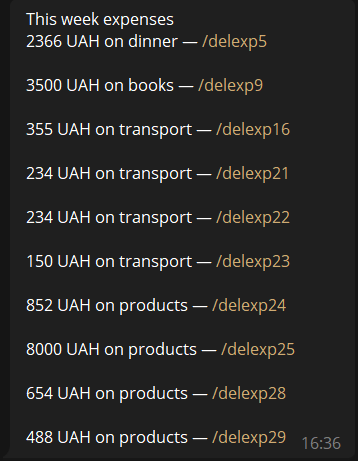 This week expenses
2366 UAH on dinner — /delexp5
3500 UAH on books — /delexp9
355 UAH on transport — /delexp16
234 UAH on transport — /delexp21
234 UAH on transport — /delexp22
150 UAH on transport — /delexp23
852 UAH on products — /delexp24
8000 UAH on products — /delexp25
654 UAH on products — /delexp28
488 UAH on products — /delexp29
16:36